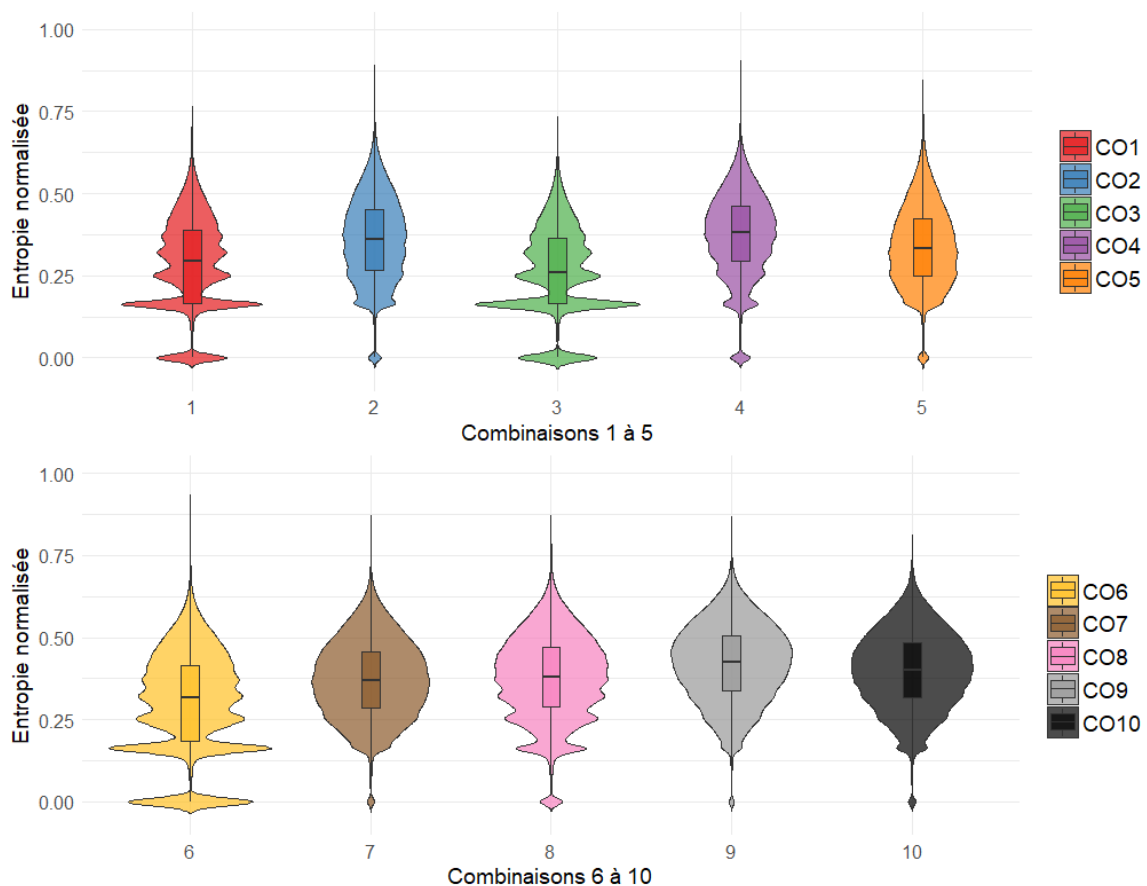 Entropie normalisée
1.00
0.75
0.50
0.25
0.00
1 2 3 4 5
Combinaisons 1 à 5
CO1
CO2
CO3
CO4
CO5
Entropie normalisée
1.00
0.75
0.50
0.25
0.00
6 7 8 9 10
Combinaisons 6 à 10
CO6
CO7
CO8
CO9
CO10